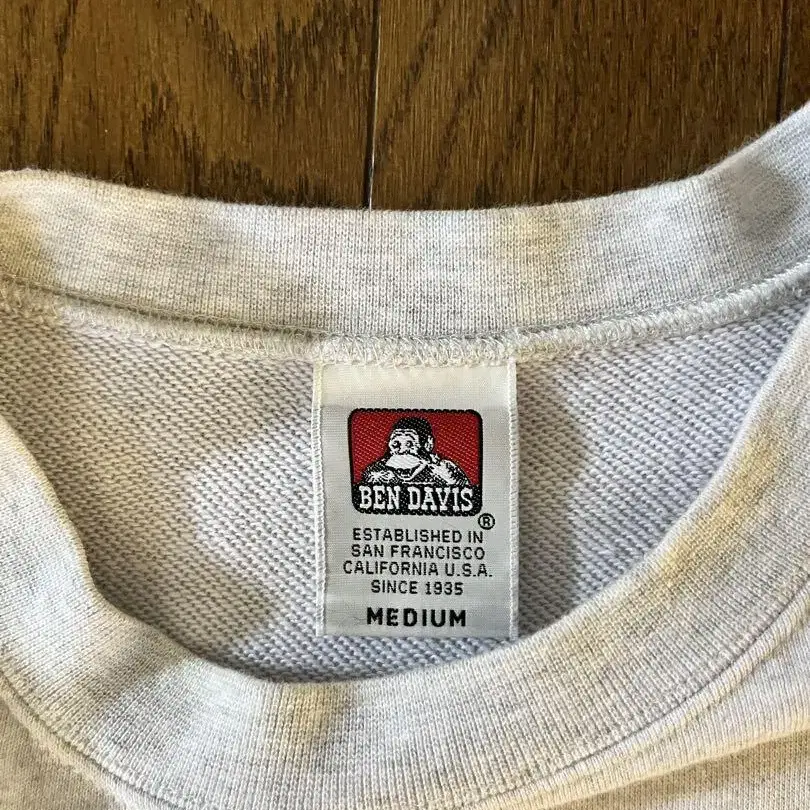 BEN DAVIS
®
ESTABLISHED IN
SAN FRANCISCO
CALIFORNIA U.S.A.
SINCE 1935
MEDIUM